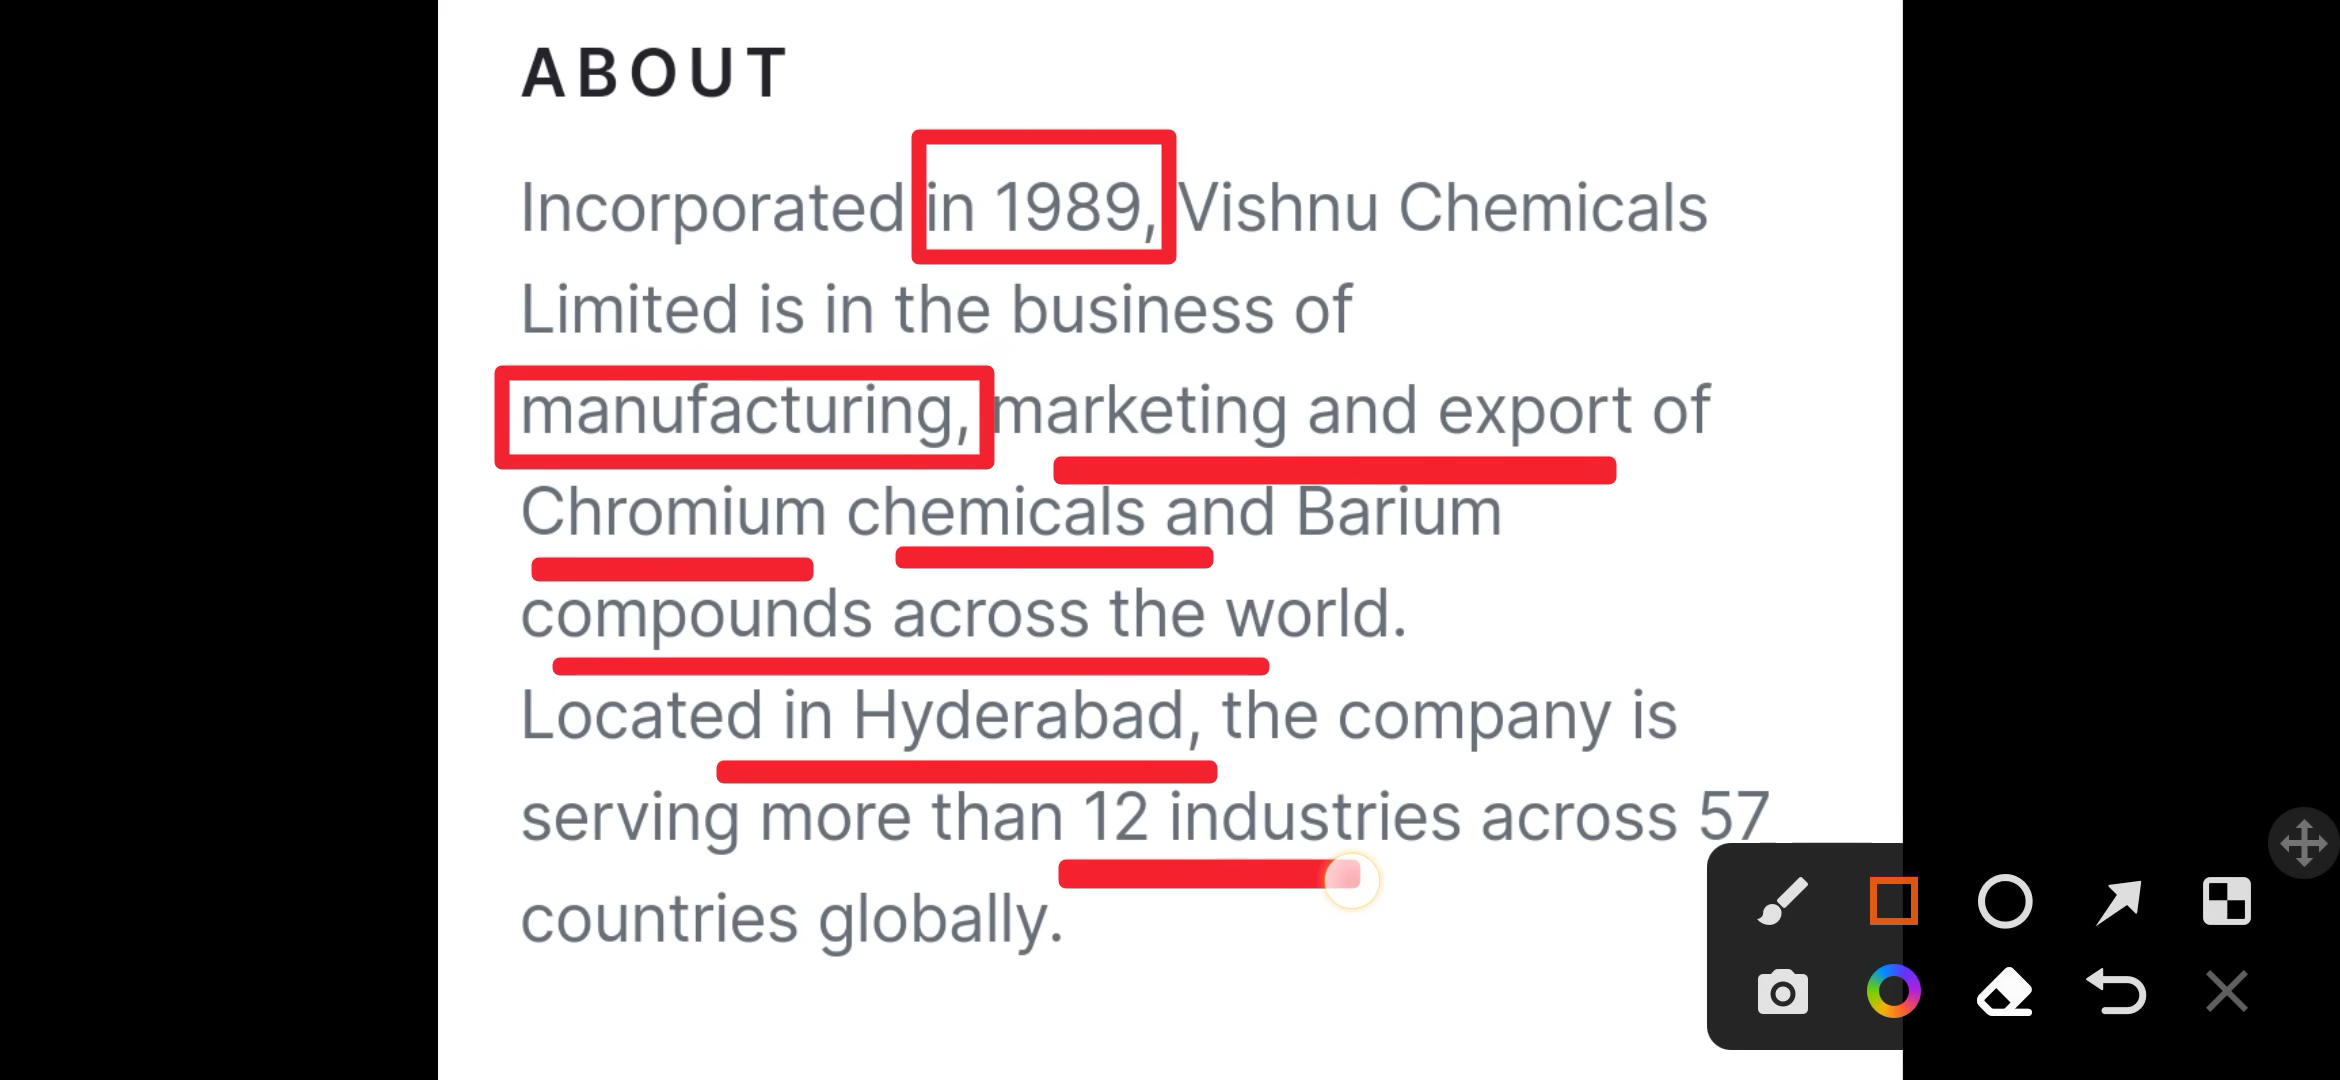 ABOUT
Incorporated in 1989, Vishnu Chemicals
Limited is in the business of
manufacturing, marketing and export of
Chromium chemicals and Barium
compounds across the world.
Located in Hyderabad, the company is
serving more than 12 industries across 57
countries globally.